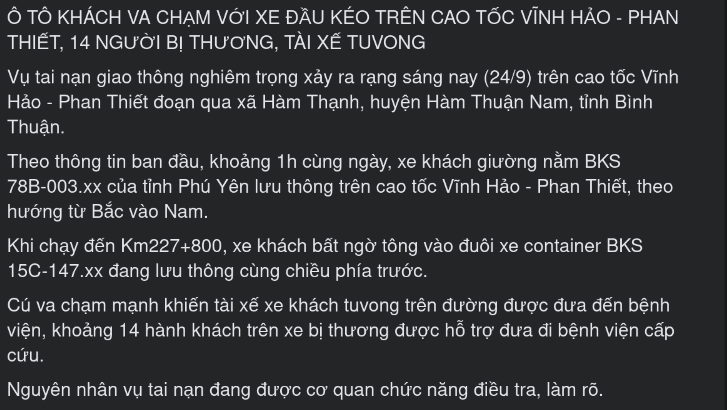 Ô TÔ KHÁCH VA CHẠM VỚI XE ĐẦU KÉO TRÊN CAO TỐC VĨNH HẢO - PHAN
THIẾT, 14 NGƯỜI BỊ THƯƠNG, TÀI XẾ TUVONG
Vụ tai nạn giao thông nghiêm trọng xảy ra rạng sáng nay (24/9) trên cao tốc Vĩnh
Hảo - Phan Thiết đoạn qua xã Hàm Thạnh, huyện Hàm Thuận Nam, tỉnh Bình
Thuận.
Theo thông tin ban đầu, khoảng 1h cùng ngày, xe khách giường nằm BKS
78B-003.xx của tỉnh Phú Yên lưu thông trên cao tốc Vĩnh Hảo - Phan Thiết, theo
hướng từ Bắc vào Nam.
Khi chạy đến Km227+800, xe khách bất ngờ tông vào đuôi xe container BKS
15C-147.xx đang lưu thông cùng chiều phía trước.
Cú va chạm mạnh khiến tài xế xe khách tuvong trên đường được đưa đến bệnh
viện, khoảng 14 hành khách trên xe bị thương được hỗ trợ đưa đi bệnh viện cấp
cứu.
Nguyên nhân vụ tai nạn đang được cơ quan chức năng điều tra, làm rõ.